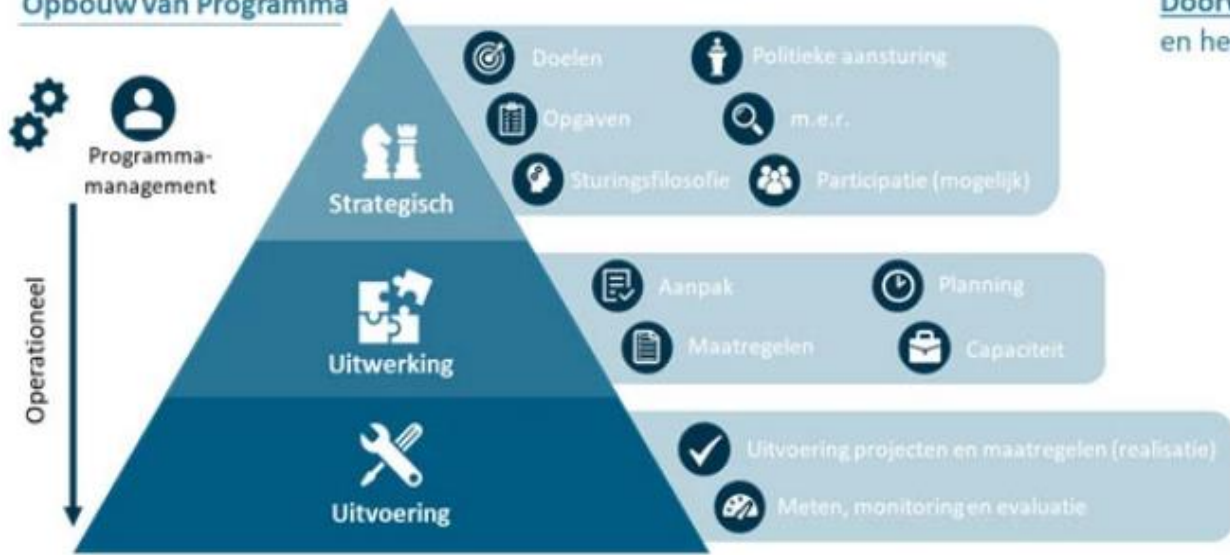 Opbouw van Programma
Doorw
en he
Programma-
management
Operationeel
Strategisch
Doelen
Politieke aansturing
Opgaven
m.e.r.
Sturingsfilosofie
Participatie (mogelijk)
Uitwerking
Aanpak
Planning
Maatregelen
Capaciteit
Uitvoering
Uitvoering projecten en maatregelen (realisatie)
Meten, monitoring en evaluatie